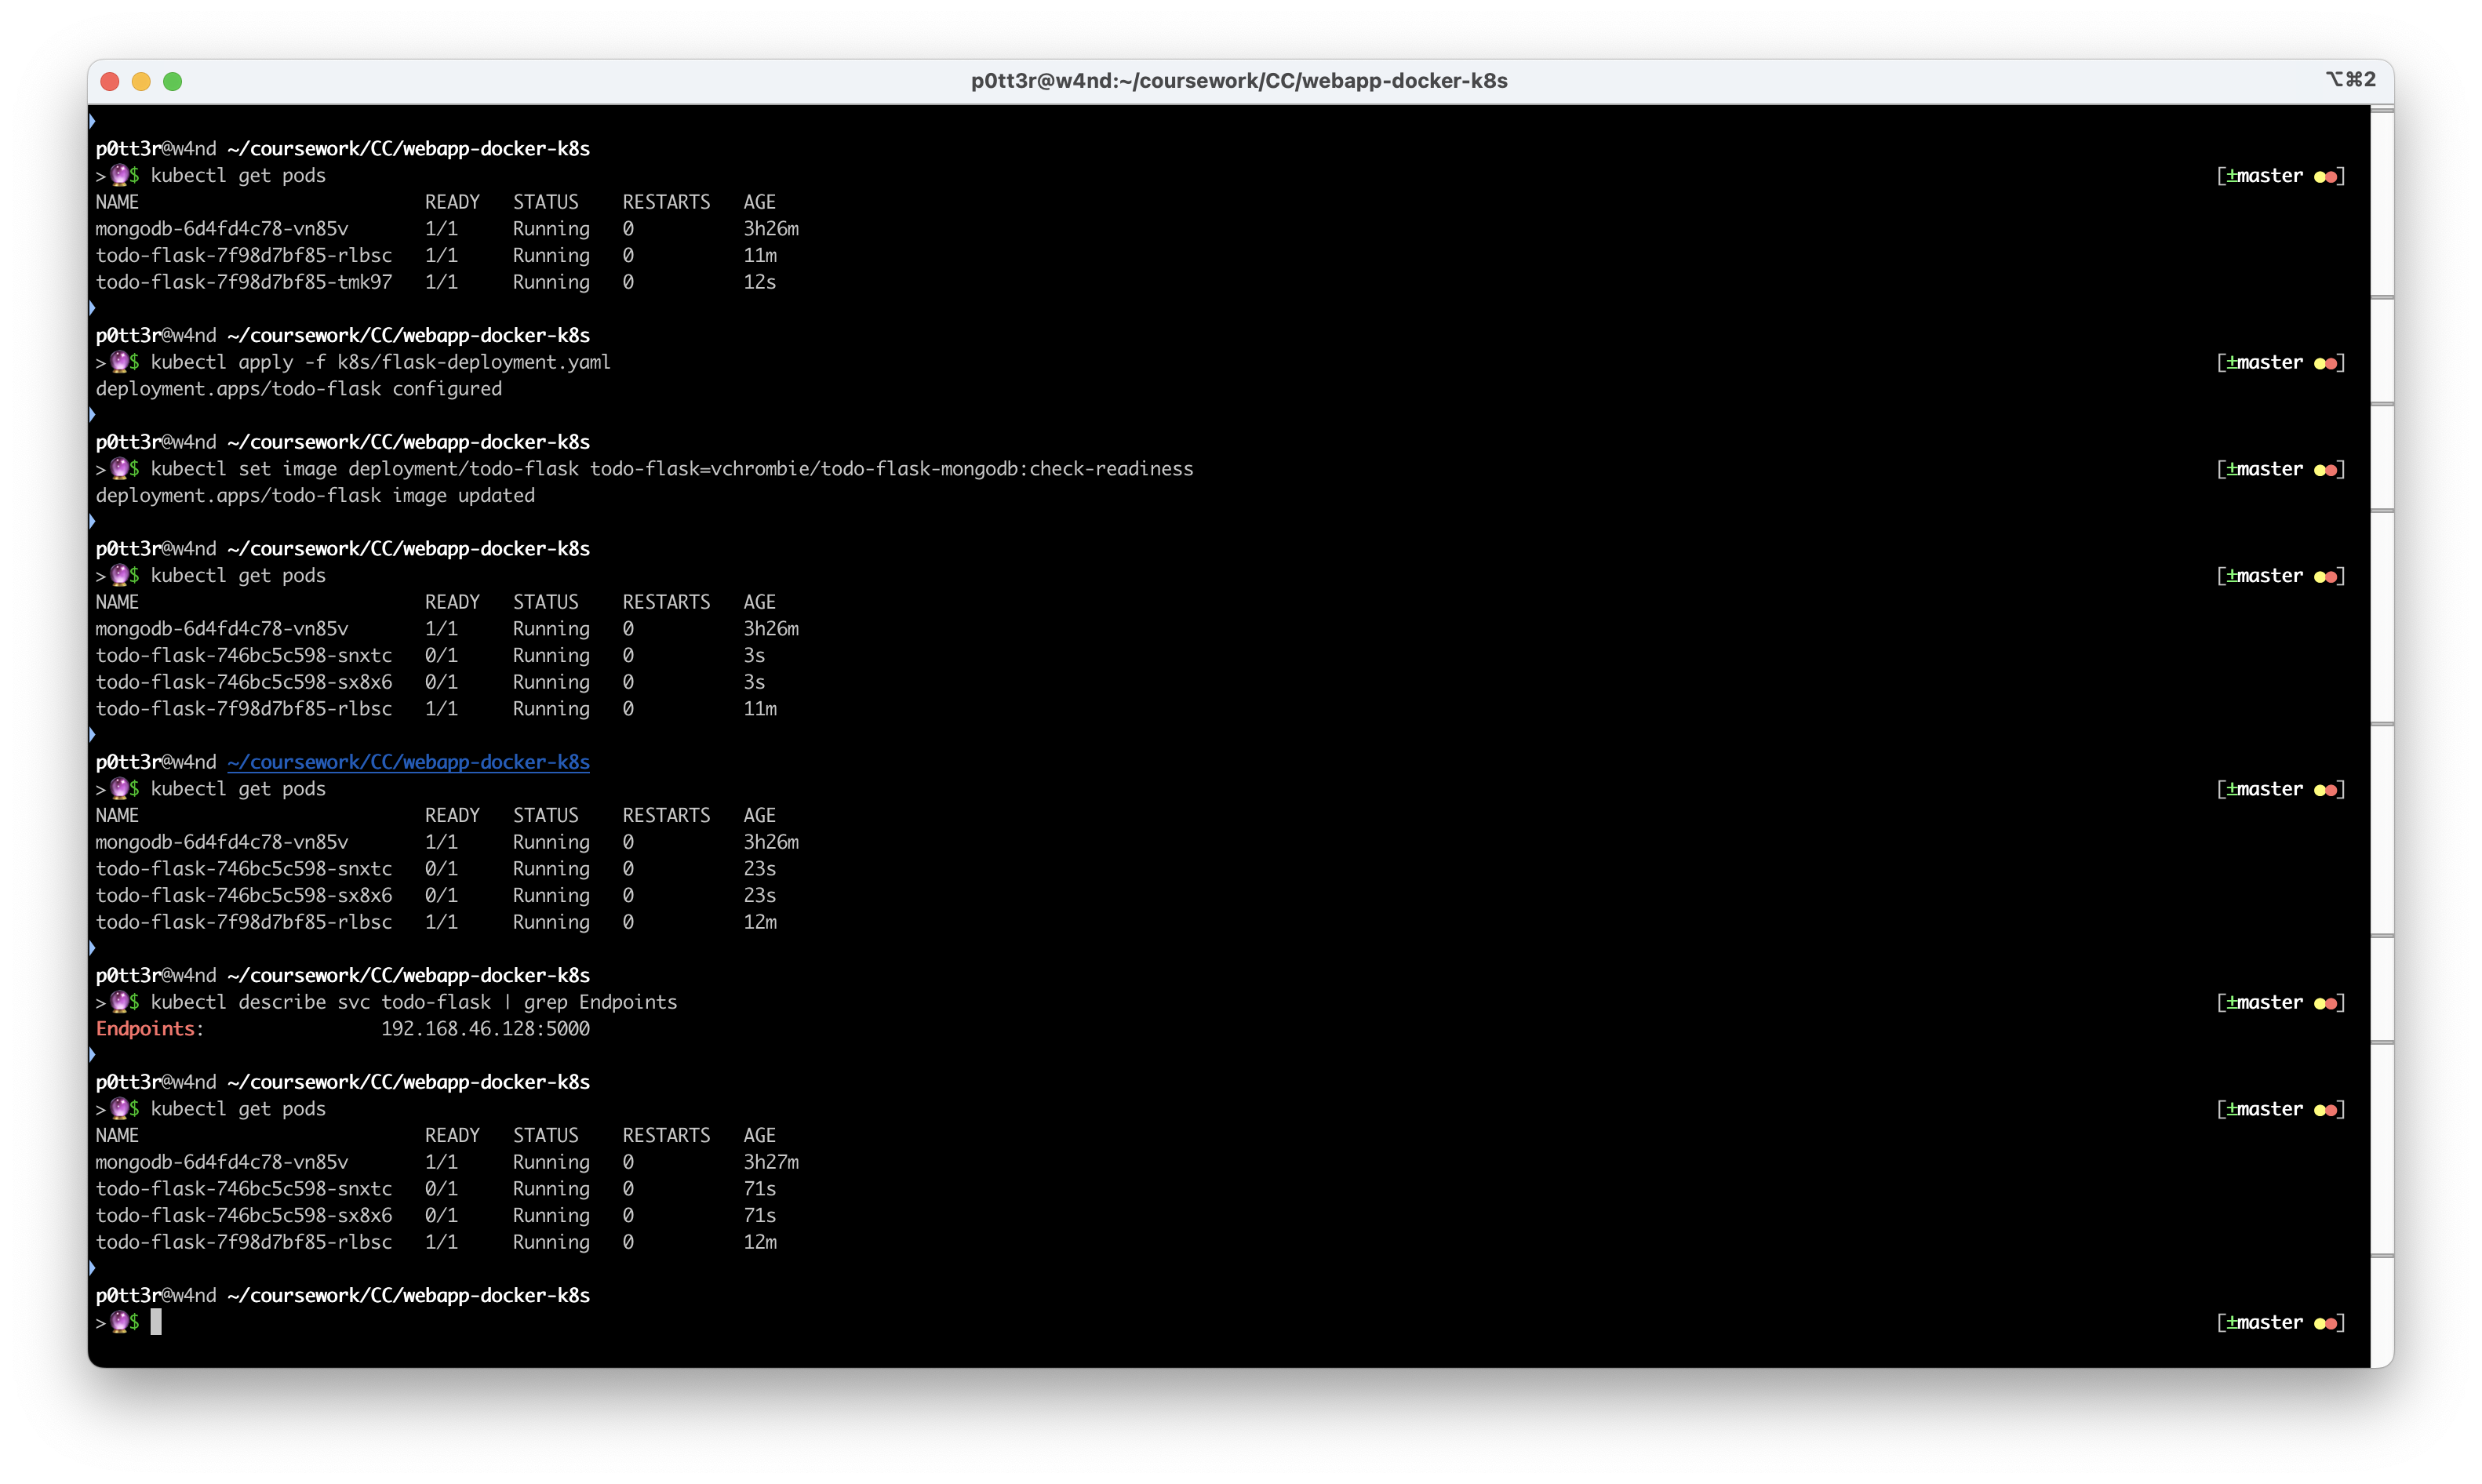 p0tt3r@w4nd:~/coursework/CC/webapp-docker-k8s ⌥⌘2
p0tt3r@w4nd ~/coursework/CC/webapp-docker-k8s
>🔮$ kubectl get pods [±master ●●]
NAME READY STATUS RESTARTS AGE
mongodb-6d4fd4c78-vn85v 1/1 Running 0 3h26m
todo-flask-7f98d7bf85-rlbsc 1/1 Running 0 11m
todo-flask-7f98d7bf85-tmk97 1/1 Running 0 12s
p0tt3r@w4nd ~/coursework/CC/webapp-docker-k8s
>🔮$ kubectl apply -f k8s/flask-deployment.yaml [±master ●●]
deployment.apps/todo-flask configured
p0tt3r@w4nd ~/coursework/CC/webapp-docker-k8s
>🔮$ kubectl set image deployment/todo-flask todo-flask=vchrombie/todo-flask-mongodb:check-readiness [±master ●●]
deployment.apps/todo-flask image updated
p0tt3r@w4nd ~/coursework/CC/webapp-docker-k8s
>🔮$ kubectl get pods [±master ●●]
NAME READY STATUS RESTARTS AGE
mongodb-6d4fd4c78-vn85v 1/1 Running 0 3h26m
todo-flask-746bc5c598-snxtc 0/1 Running 0 3s
todo-flask-746bc5c598-sx8x6 0/1 Running 0 3s
todo-flask-7f98d7bf85-rlbsc 1/1 Running 0 11m
p0tt3r@w4nd ~/coursework/CC/webapp-docker-k8s
>🔮$ kubectl get pods [±master ●●]
NAME READY STATUS RESTARTS AGE
mongodb-6d4fd4c78-vn85v 1/1 Running 0 3h26m
todo-flask-746bc5c598-snxtc 0/1 Running 0 23s
todo-flask-746bc5c598-sx8x6 0/1 Running 0 23s
todo-flask-7f98d7bf85-rlbsc 1/1 Running 0 12m
p0tt3r@w4nd ~/coursework/CC/webapp-docker-k8s
>🔮$ kubectl describe svc todo-flask | grep Endpoints [±master ●●]
Endpoints: 192.168.46.128:5000
p0tt3r@w4nd ~/coursework/CC/webapp-docker-k8s
>🔮$ kubectl get pods [±master ●●]
NAME READY STATUS RESTARTS AGE
mongodb-6d4fd4c78-vn85v 1/1 Running 0 3h27m
todo-flask-746bc5c598-snxtc 0/1 Running 0 71s
todo-flask-746bc5c598-sx8x6 0/1 Running 0 71s
todo-flask-7f98d7bf85-rlbsc 1/1 Running 0 12m
p0tt3r@w4nd ~/coursework/CC/webapp-docker-k8s
>🔮$ [±master ●●]